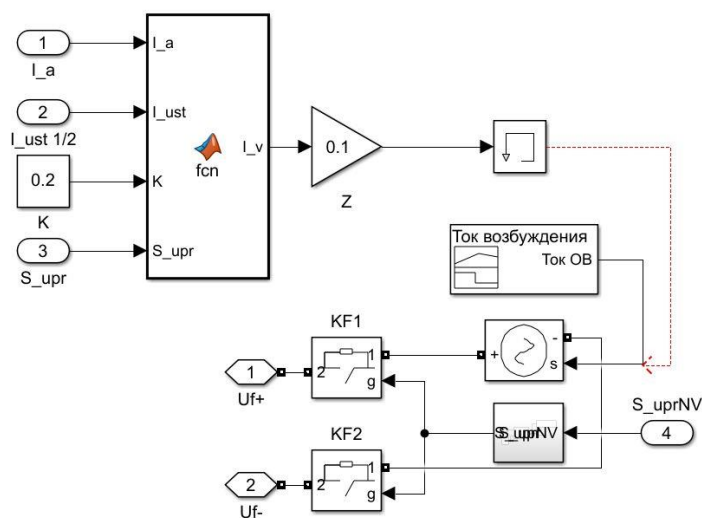 1
I_a
2
I_ust 1/2
0.2
K
3
S_upr
I_a
I_ust
K
S_upr
fcn
I_v
0.1
Z
Ток возбуждения
Ток ОВ
KF1
1
2
g
1
Uf+
+
-
s
S_uprNV
4
KF2
1
2
g
2
Uf-